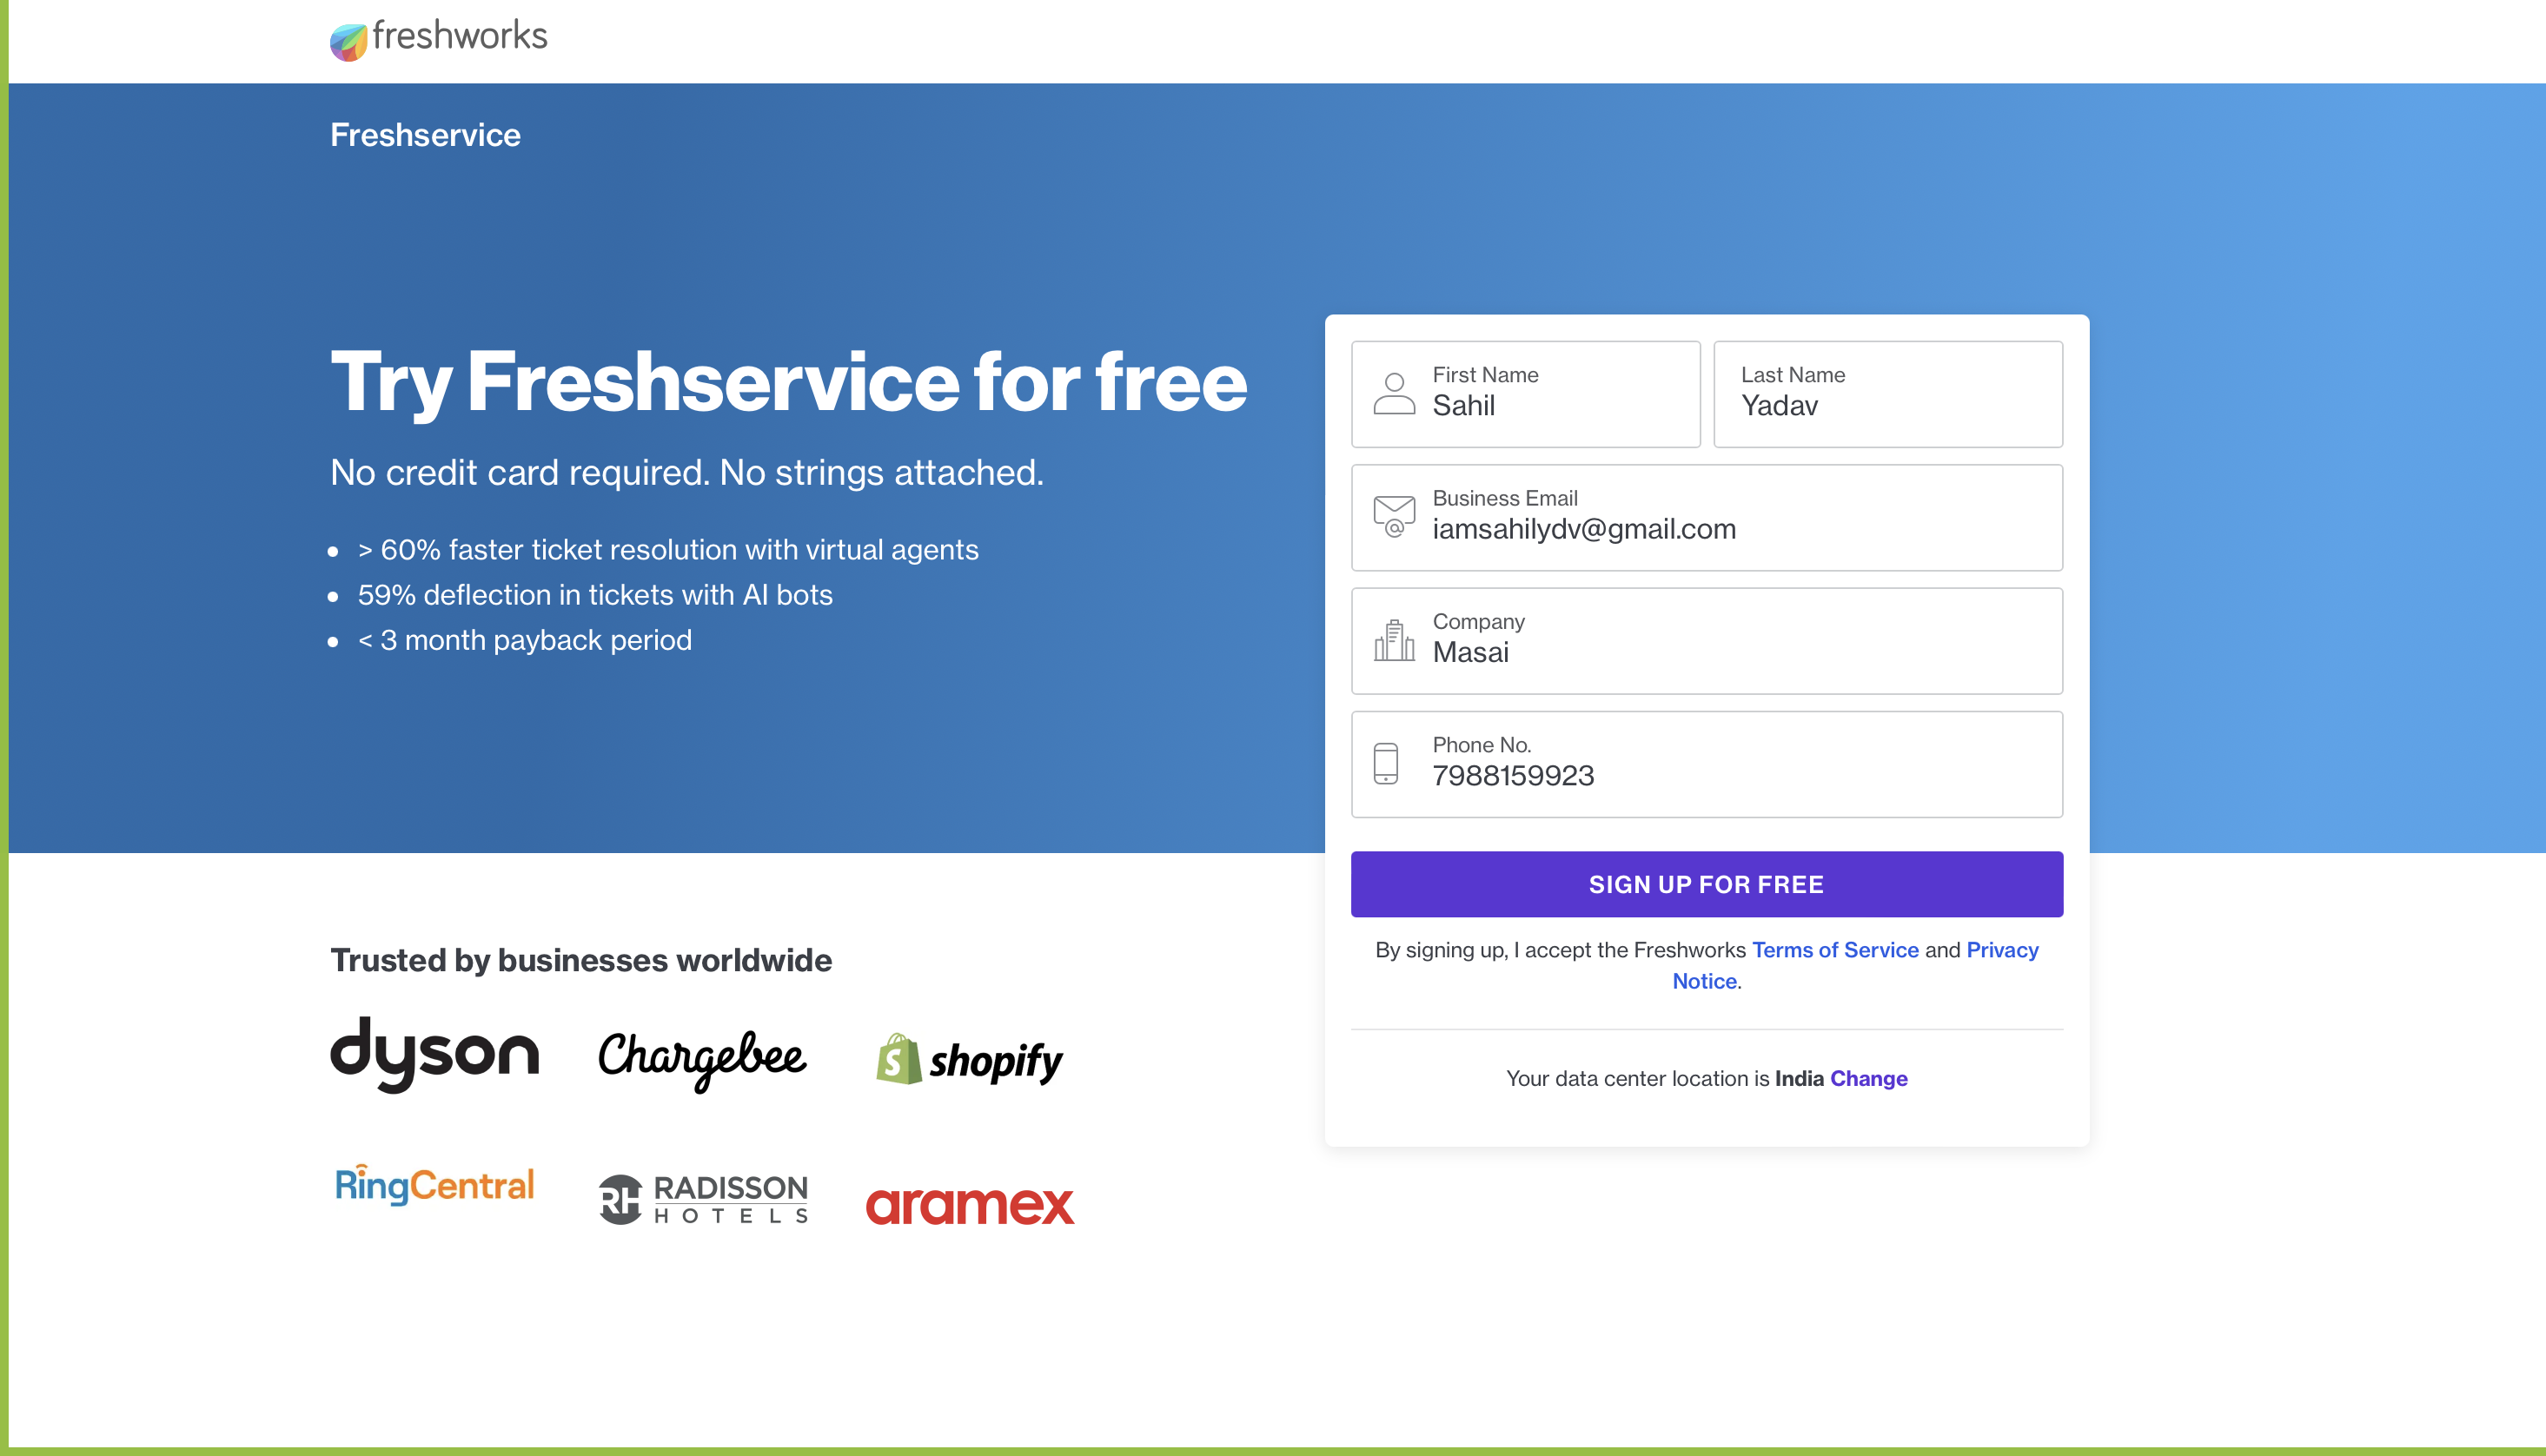 freshworks
Freshservice
Try Freshservice for free
No credit card required. No strings attached.
> 60% faster ticket resolution with virtual agents
59% deflection in tickets with AI bots
< 3 month payback period
First Name
Sahil
Last Name
Yadav
Business Email
iamsahilydv@gmail.com
Company
Masai
Phone No.
7988159923
SIGN UP FOR FREE
By signing up, I accept the Freshworks Terms of Service and Privacy
Notice.
Your data center location is India Change
Trusted by businesses worldwide
dyson
Chargebee
shopify
RingCentral
RH RADISSON
HOTELS
aramex